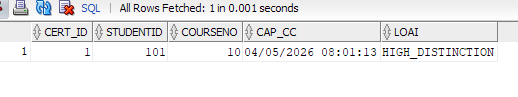 SQL | All Rows Fetched: 1 in 0.001 seconds
CERT_ID STUDENTID COURSENO CAP_CC LOAI
1 1 101 10 04/05/2026 08:01:13 HIGH_DISTINCTION